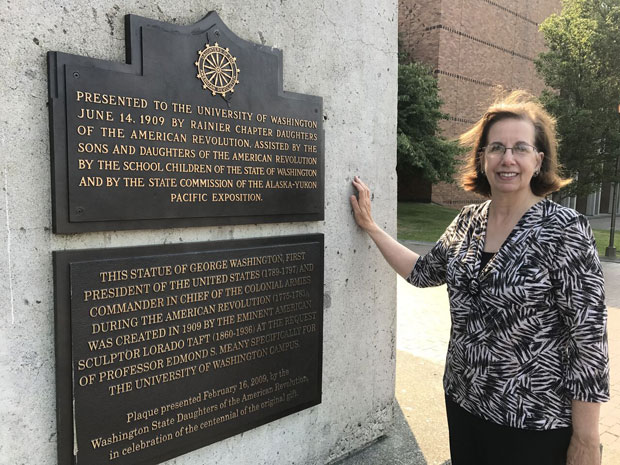 PRESENTED TO THE UNIVERSITY OF WASHINGTON
JUNE 14, 1909 BY RAINIER CHAPTER DAUGHTERS
OF THE AMERICAN REVOLUTION, ASSISTED BY THE
SONS AND DAUGHTERS OF THE AMERICAN REVOLUTION
BY THE SCHOOL CHILDREN OF THE STATE OF WASHINGTON
AND BY THE STATE COMMISSION OF THE ALASKA-YUKON
PACIFIC EXPOSITION.
THIS STATUE OF GEORGE WASHINGTON, FIRST
PRESIDENT OF THE UNITED STATES (1789-1797) AND
COMMANDER IN CHIEF OF THE COLONIAL ARMIES
DURING THE AMERICAN REVOLUTION (1775-1781),
WAS CREATED IN 1909 BY THE EMINENT AMERICAN
SCULPTOR LORADO TAFT (1860-1936) AT THE REQUEST
OF PROFESSOR EDMOND S. MEANY SPECIFICALLY FOR
THE UNIVERSITY OF WASHINGTON CAMPUS.
Plaque presented February 16, 2009, by the
Washington State Daughters of the American Revolution,
in celebration of the centennial of the original gift.